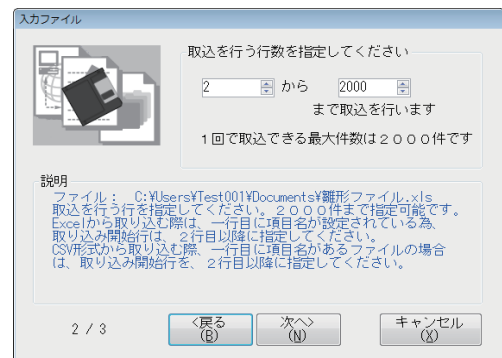 入力ファイル
取込を行う行数を指定してください
2 から 2000
まで取込を行います
1回で取込できる最大件数は2000件です
説明
ファイル： C:¥Users¥Test001¥Documents¥雛形ファイル.xls
取込を行う行を指定してください。2000件まで指定可能です。
Excelから取り込む際は、一行目に項目名が設定されている為、
取り込み開始行は、2行目以降に指定してください。
CSV形式から取り込む際、一行目に項目名があるファイルの場合
は、取り込み開始行を、2行目以降に指定してください。
2 / 3
<戻る
(B)
次へ>
(N)
キャンセル
(X)